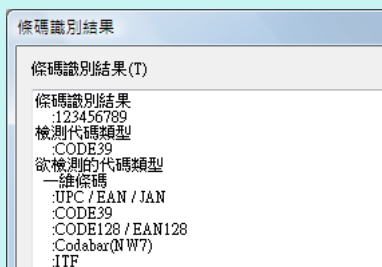 條碼識別結果
條碼識別結果(T)
條碼識別結果
:123456789
檢測代碼類型
:CODE39
欲檢測的代碼類型
一維條碼
:UPC / EAN / JAN
:CODE39
:CODE128 / EAN128
:Codabar(NW7)
:ITF